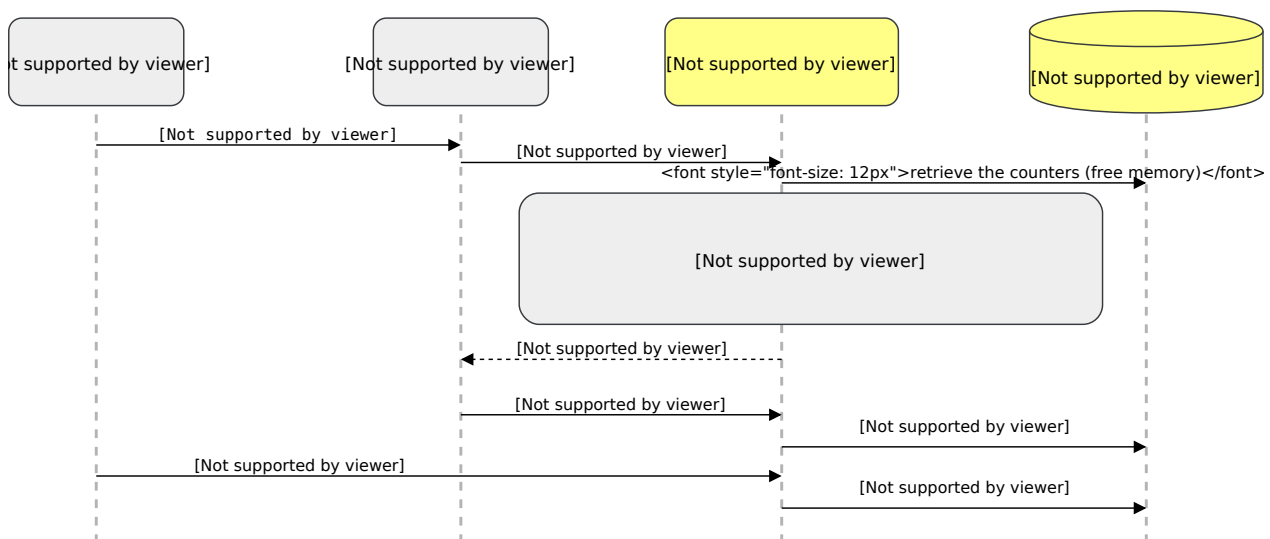 ot supported by viewer]
[Not supported by viewer]
[Not supported by viewer]
[Not supported by viewer]
[Not supported by viewer]
[Not supported by viewer]
<font style="font-size: 12px">retrieve the counters (free memory)</font>
[Not supported by viewer]
[Not supported by viewer]
[Not supported by viewer]
[Not supported by viewer]
[Not supported by viewer]
[Not supported by viewer]